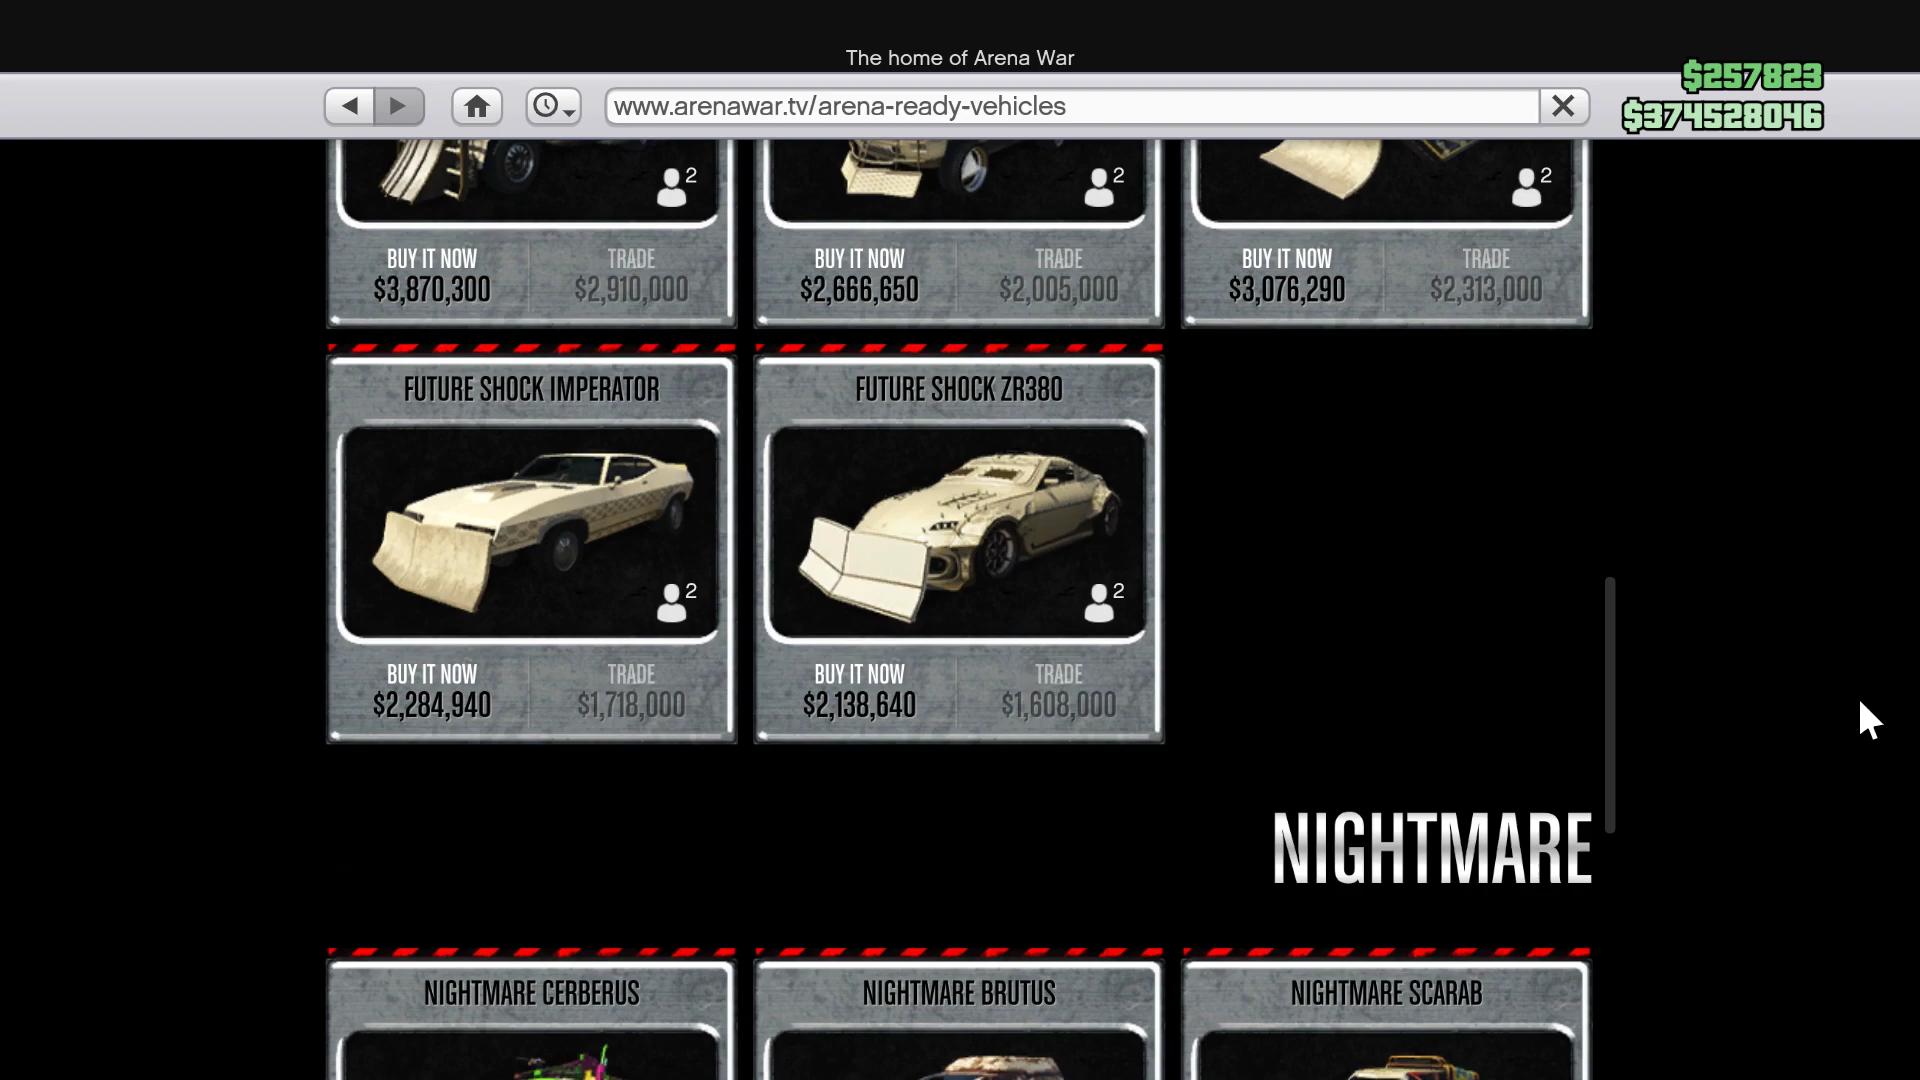 The home of Arena War
$257823
www.arenawar.tv/arena-ready-vehicles
$374528046
2
2
2
BUY IT NOW TRADE
$3,870,300 $2,910,000
BUY IT NOW TRADE
$2,666,650 $2,005,000
BUY IT NOW TRADE
$3,076,290 $2,313,000
FUTURE SHOCK IMPERATOR
2
BUY IT NOW TRADE
$2,284,940 $1,718,000
FUTURE SHOCK ZR380
2
BUY IT NOW TRADE
$2,138,640 $1,608,000
NIGHTMARE
NIGHTMARE CERBERUS
NIGHTMARE BRUTUS
NIGHTMARE SCARAB